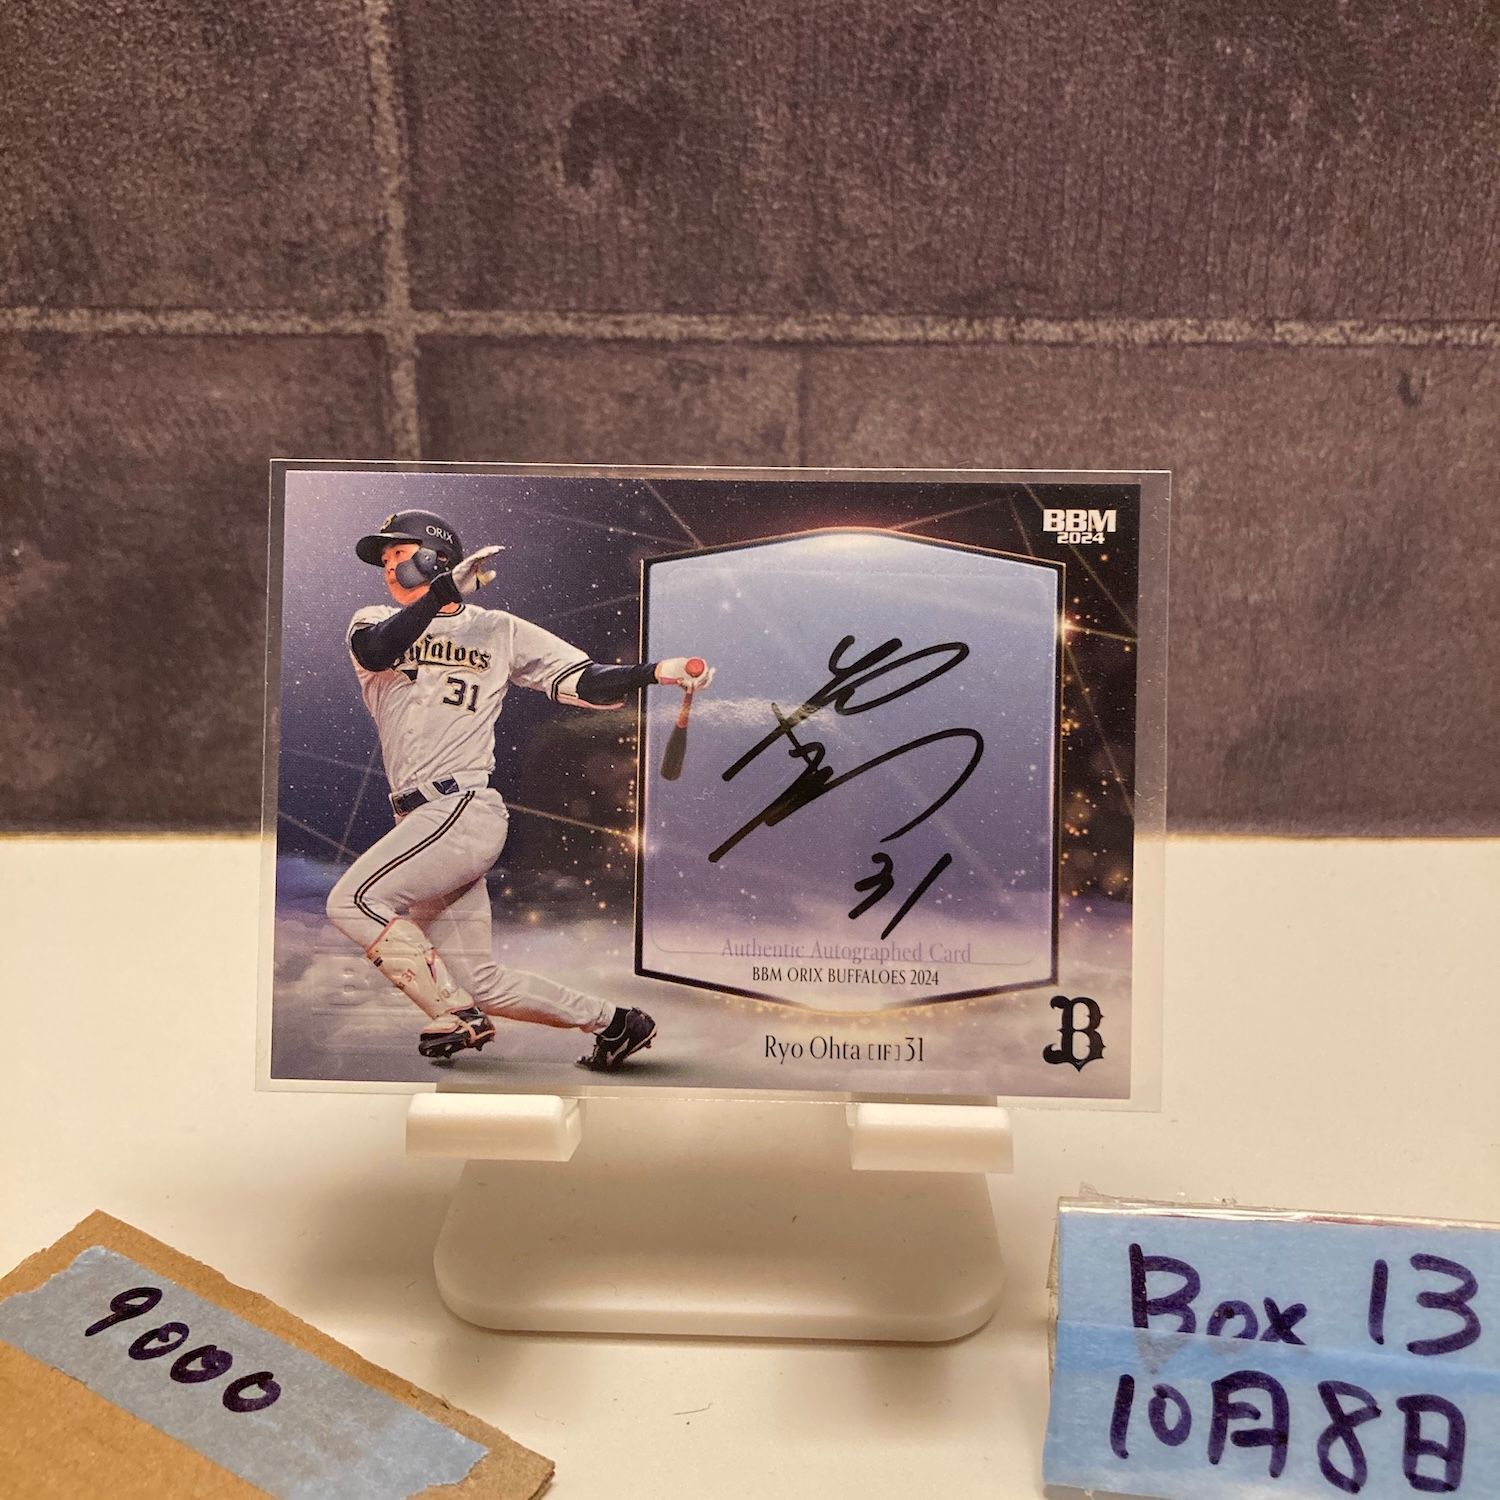 BBM
2024
ORIX
Buffaloes
31
31
31
Authentic Autographed Card
BBM ORIX BUFFALOES 2024
Ryo Ohta [IF] 31
B
9000
Box 13
10月8日